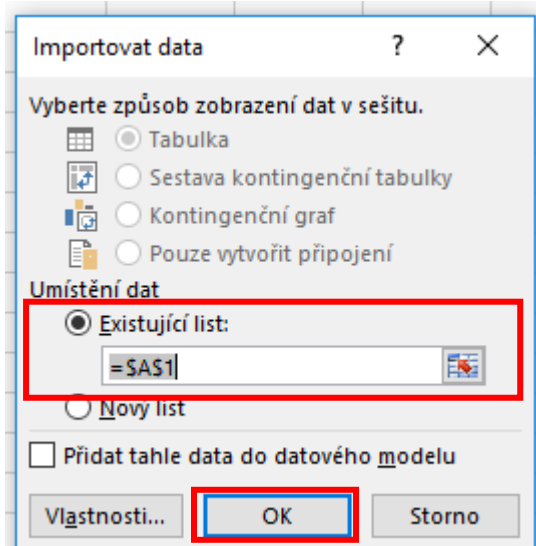 Importovat data ?
Vyberte způsob zobrazení dat v sešitu.
Tabulka
Sestava kontingenční tabulky
Kontingenční graf
Pouze vytvořit připojení
Umístění dat
Existující list:
=$A$1
Nový list
Přidat tahle data do datového modelu
Vlastnosti... OK Storno